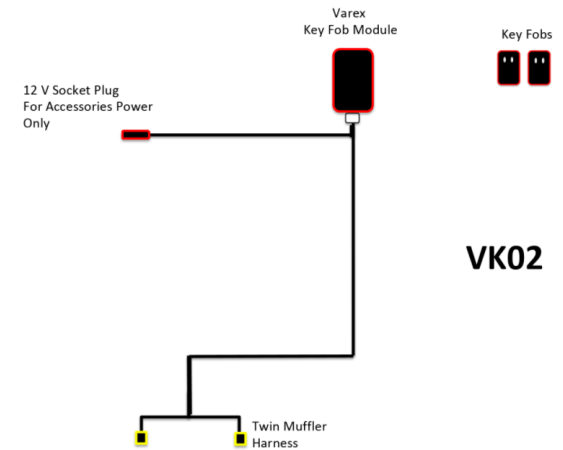 Varex
Key Fob Module
Key Fobs
12 V Socket Plug
For Accessories Power
Only
VK02
Twin Muffler
Harness